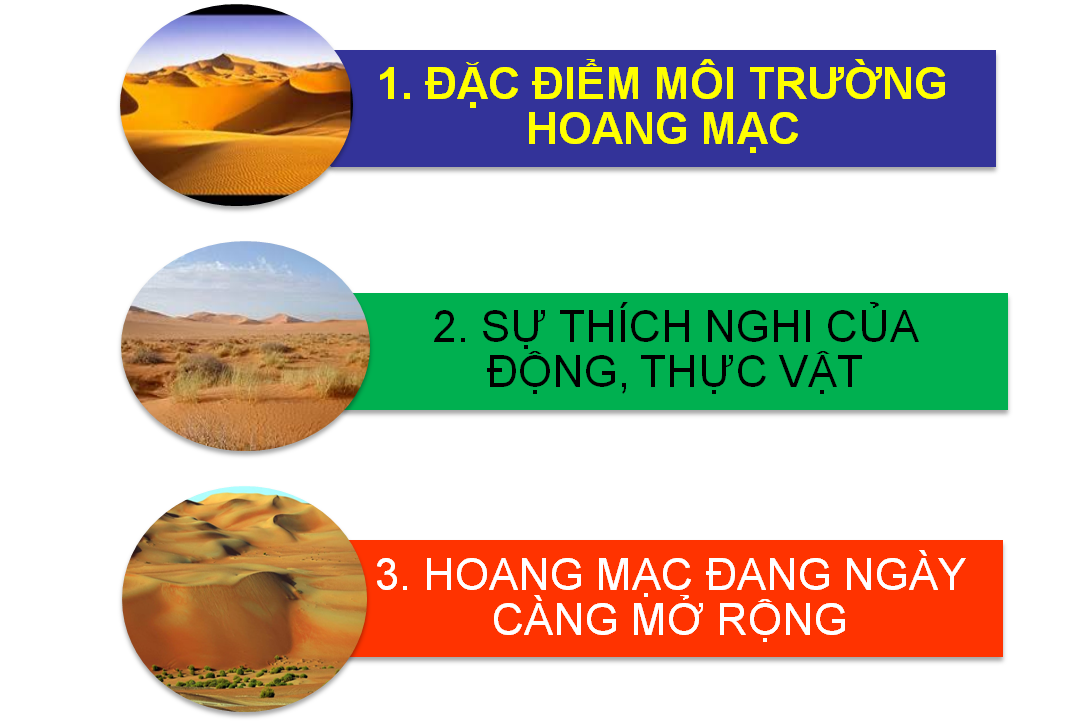 1. ĐẶC ĐIỂM MÔI TRƯỜNG
HOANG MẠC
2. SỰ THÍCH NGHI CỦA
ĐỘNG, THỰC VẬT
3. HOANG MẠC ĐANG NGÀY
CÀNG MỞ RỘNG